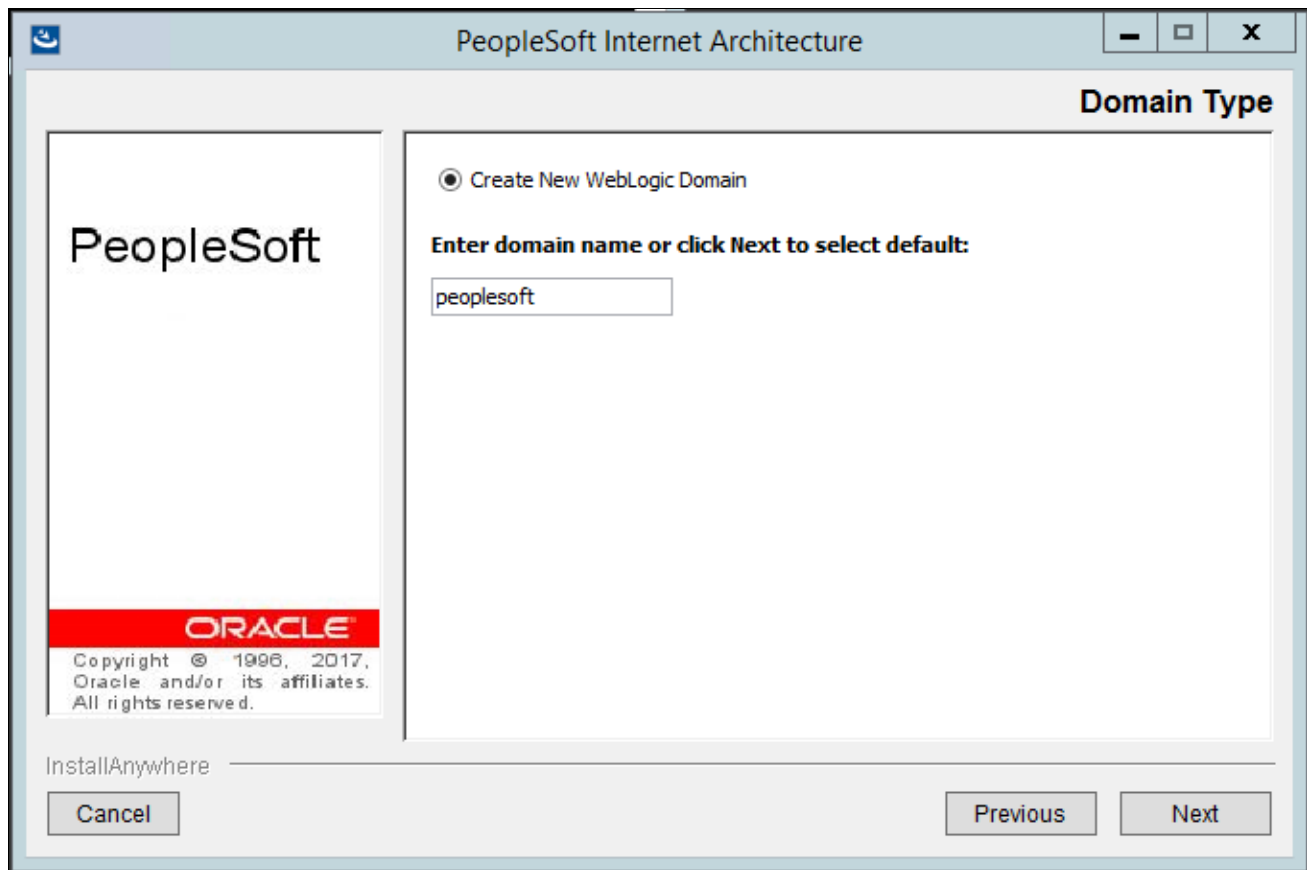 PeopleSoft Internet Architecture
Domain Type
PeopleSoft
Create New WebLogic Domain
Enter domain name or click Next to select default:
peoplesoft
ORACLE
Copyright © 1996, 2017,
Oracle and/or its affiliates.
All rights reserved.
InstallAnywhere
Cancel
Previous
Next